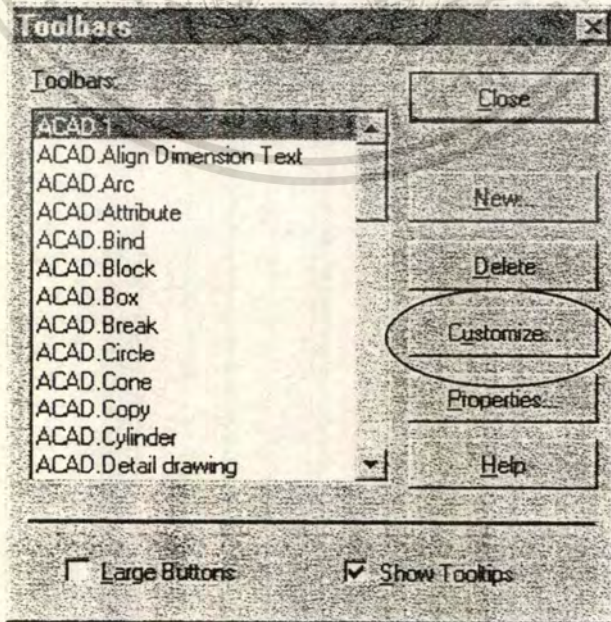 Toolbars
Toolbars:
ACAD.1
ACAD.Align Dimension Text
ACAD.Arc
ACAD.Attribute
ACAD.Bind
ACAD.Block
ACAD.Box
ACAD.Break
ACAD.Circle
ACAD.Cone
ACAD.Copy
ACAD.Cylinder
ACAD.Detail drawing
Close
New...
Delete
Customize...
Properties...
Help
Large Buttons
Show Tooltips